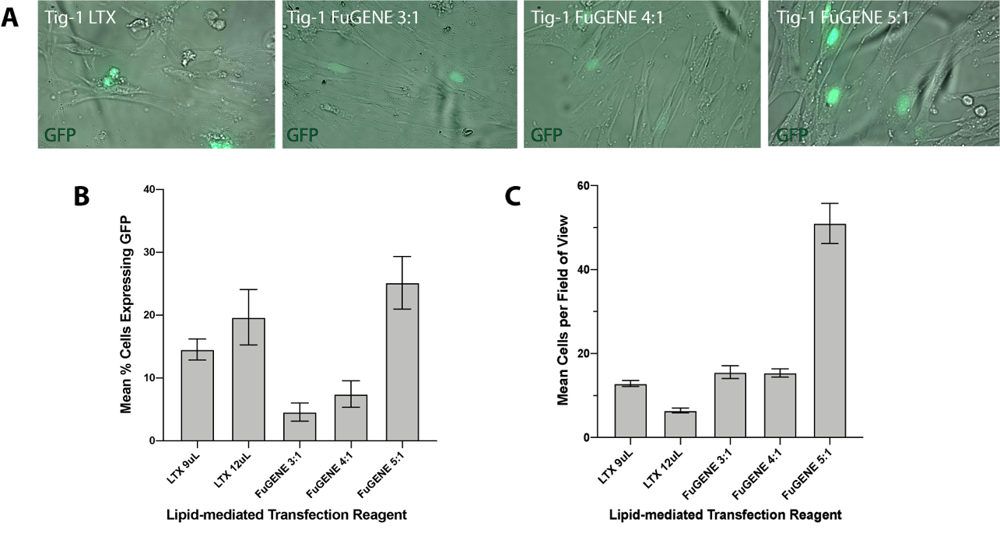 A
Tig-1 LTX
GFP
Tig-1 FuGENE 3:1
GFP
Tig-1 FuGENE 4:1
GFP
Tig-1 FuGENE 5:1
GFP
B
Mean % Cells Expressing GFP
40
30
20
10
0
LTX 9uL
LTX 12uL
FuGENE 3:1
FuGENE 4:1
FuGENE 5:1
Lipid-mediated Transfection Reagent
C
Mean Cells per Field of View
60
40
20
0
LTX 9uL
LTX 12uL
FuGENE 3:1
FuGENE 4:1
FuGENE 5:1
Lipid-mediated Transfection Reagent